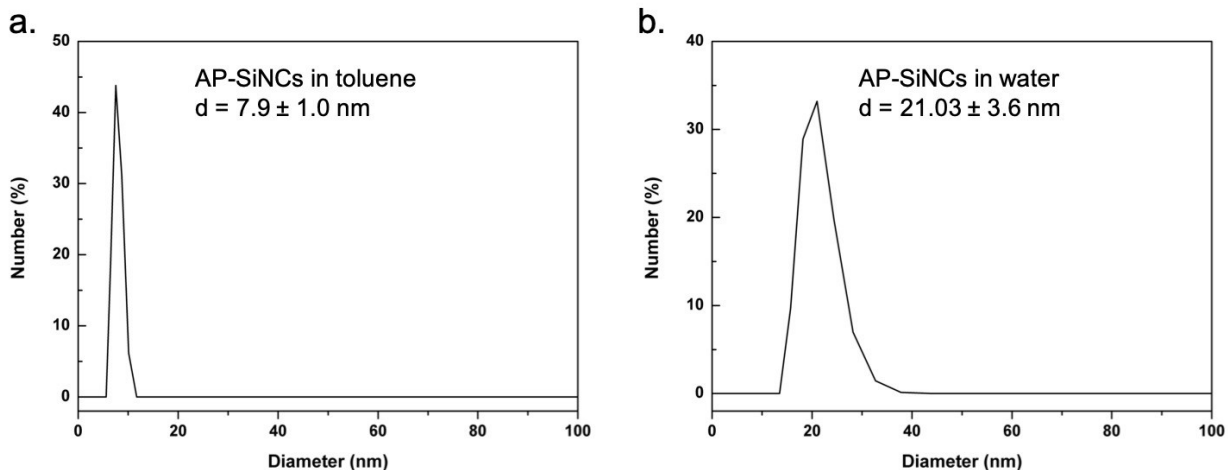 a.
50
40
30
20
10
0
Number (%)
AP-SiNCs in toluene
d = 7.9 ± 1.0 nm
0 20 40 60 80 100
Diameter (nm)
b.
40
30
20
10
0
Number (%)
AP-SiNCs in water
d = 21.03 ± 3.6 nm
0 20 40 60 80 100
Diameter (nm)